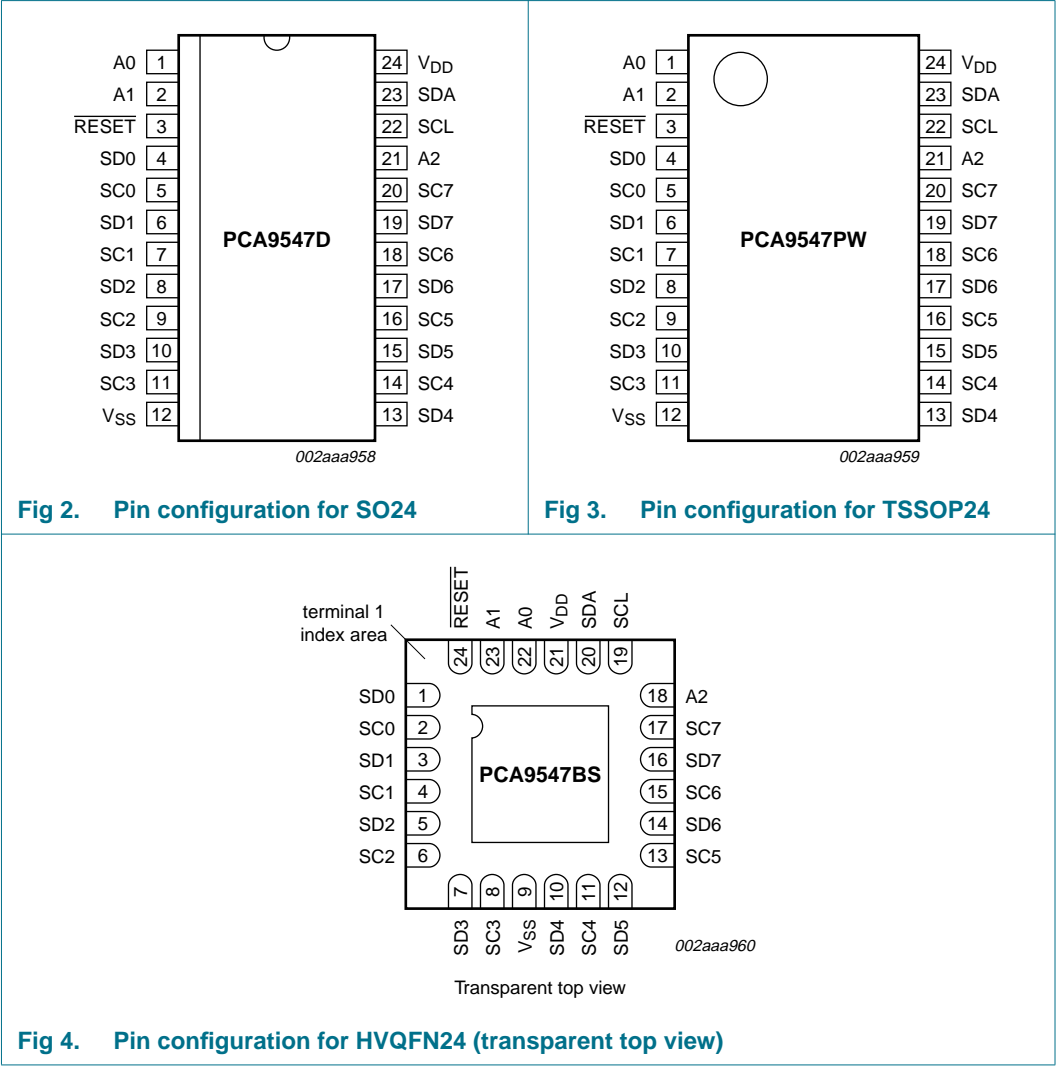 A0 1
A1 2
RESET 3
SD0 4
SC0 5
SD1 6
SC1 7
SD2 8
SC2 9
SD3 10
SC3 11
VSS 12
PCA9547D
24 VDD
23 SDA
22 SCL
21 A2
20 SC7
19 SD7
18 SC6
17 SD6
16 SC5
15 SD5
14 SC4
13 SD4
002aaa958
Fig 2. Pin configuration for SO24
A0 1
A1 2
RESET 3
SD0 4
SC0 5
SD1 6
SC1 7
SD2 8
SC2 9
SD3 10
SC3 11
VSS 12
PCA9547PW
24 VDD
23 SDA
22 SCL
21 A2
20 SC7
19 SD7
18 SC6
17 SD6
16 SC5
15 SD5
14 SC4
13 SD4
002aaa959
Fig 3. Pin configuration for TSSOP24
terminal 1
index area
RESET A1 A0 VDD SDA SCL
24 23 22 21 20 19
SD0 1
SC0 2
SD1 3
SC1 4
SD2 5
SC2 6
PCA9547BS
18 A2
17 SC7
16 SD7
15 SC6
14 SD6
13 SC5
7 8 9 10 11 12
SD3 SC3 VSS SD4 SC4 SD5
002aaa960
Transparent top view
Fig 4. Pin configuration for HVQFN24 (transparent top view)